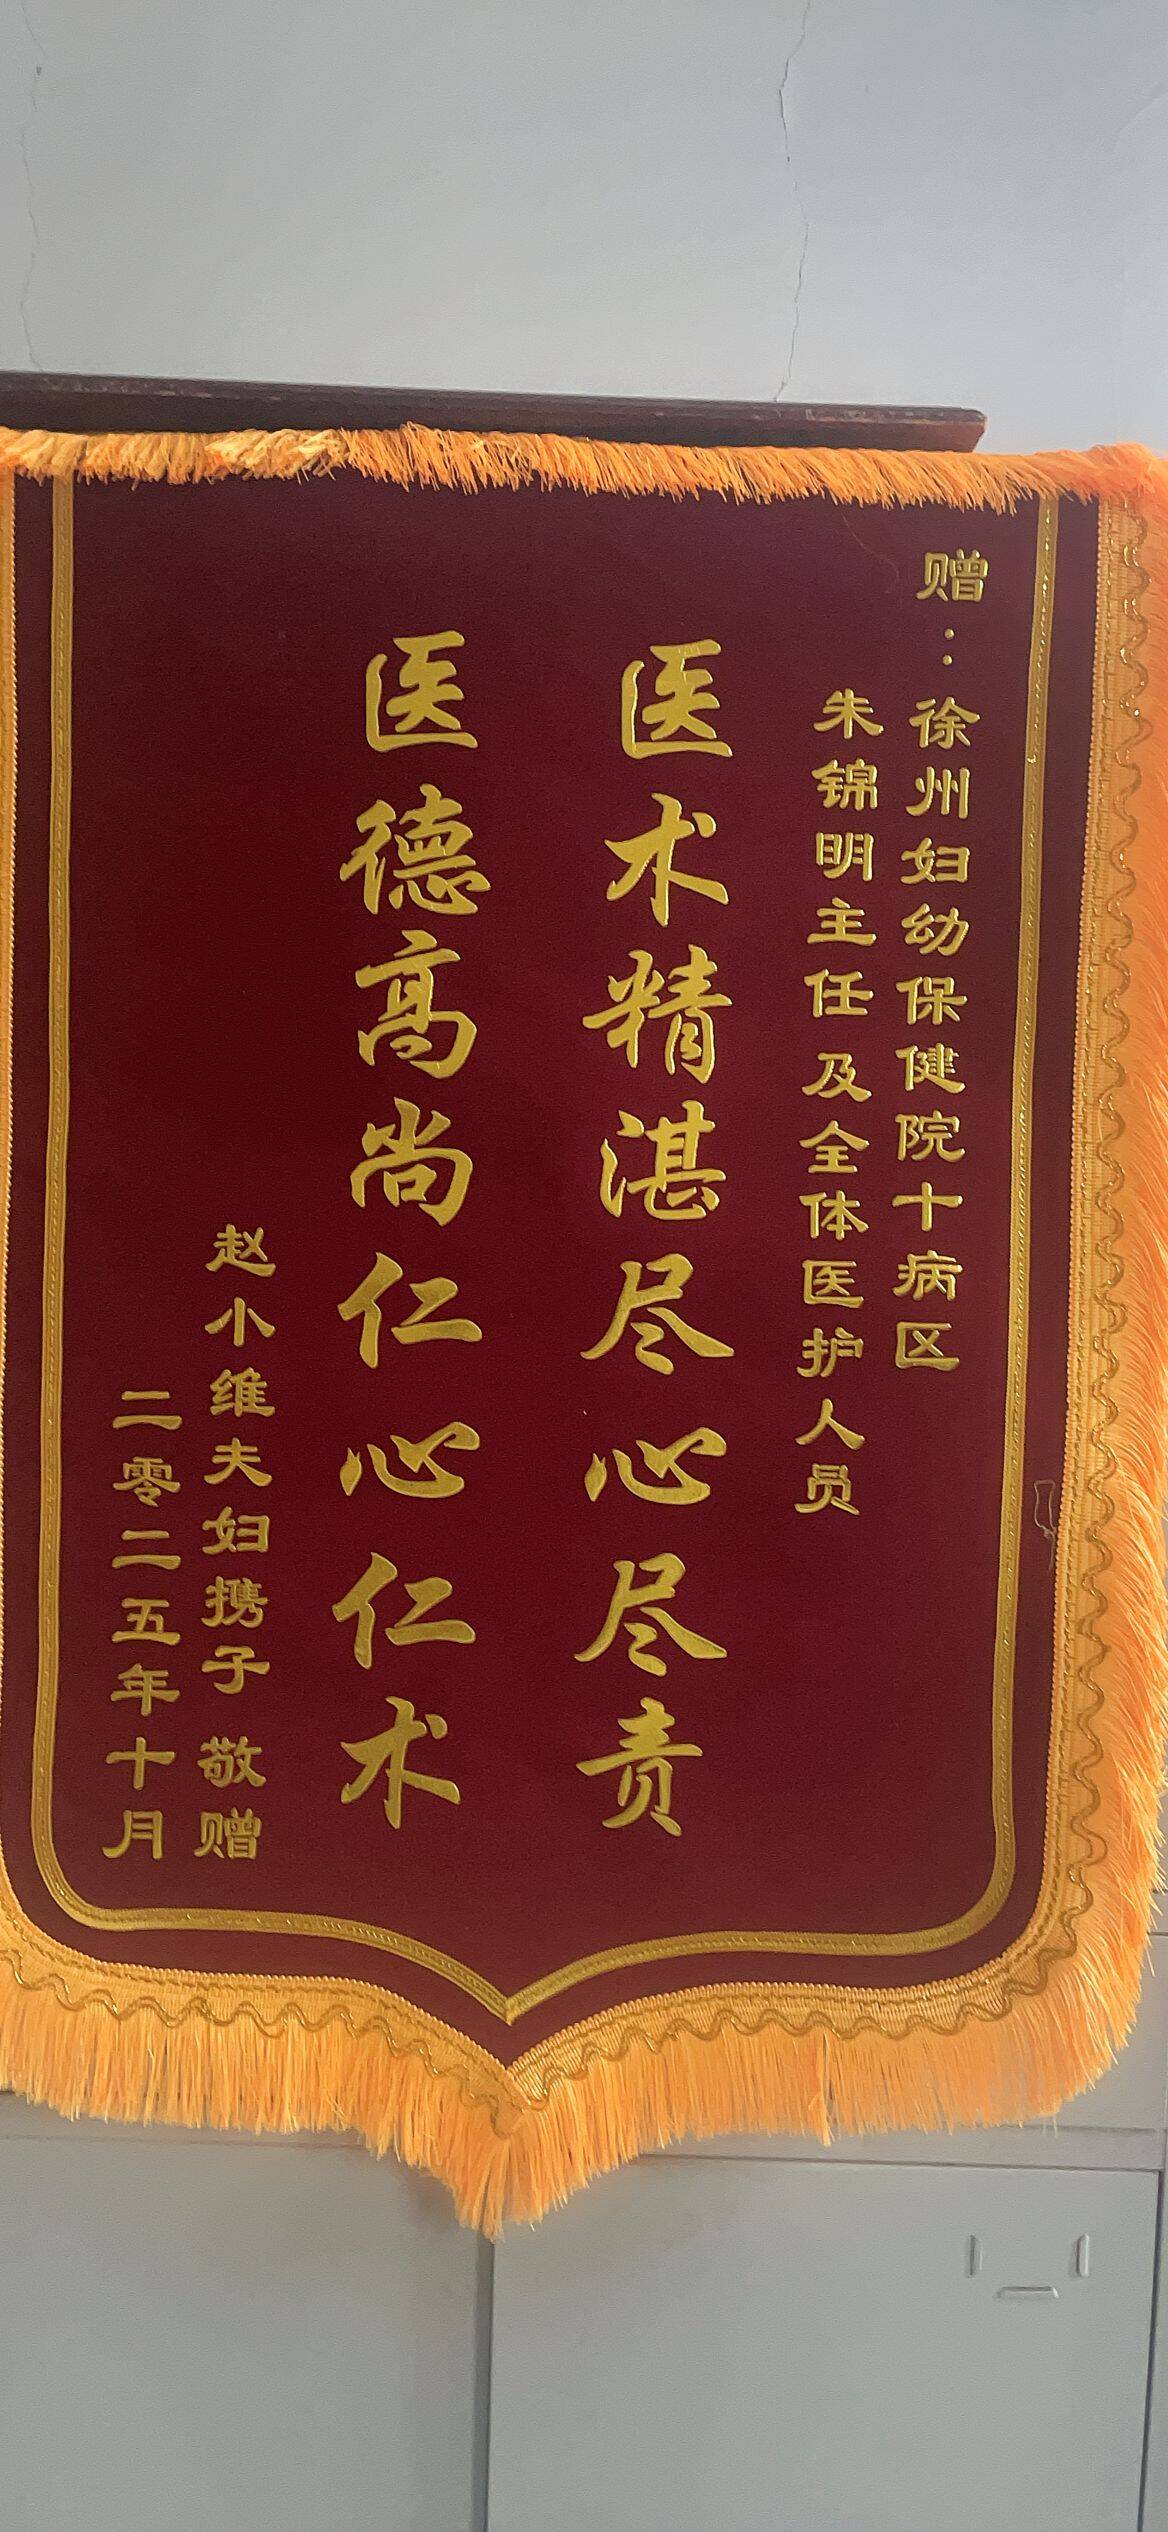 赠：徐州妇幼保健院十病区
朱锦明主任及全体医护人员
医术精湛尽心尽责
医德高尚仁心仁术
赵小维夫妇携子 敬赠
二零二五年十月